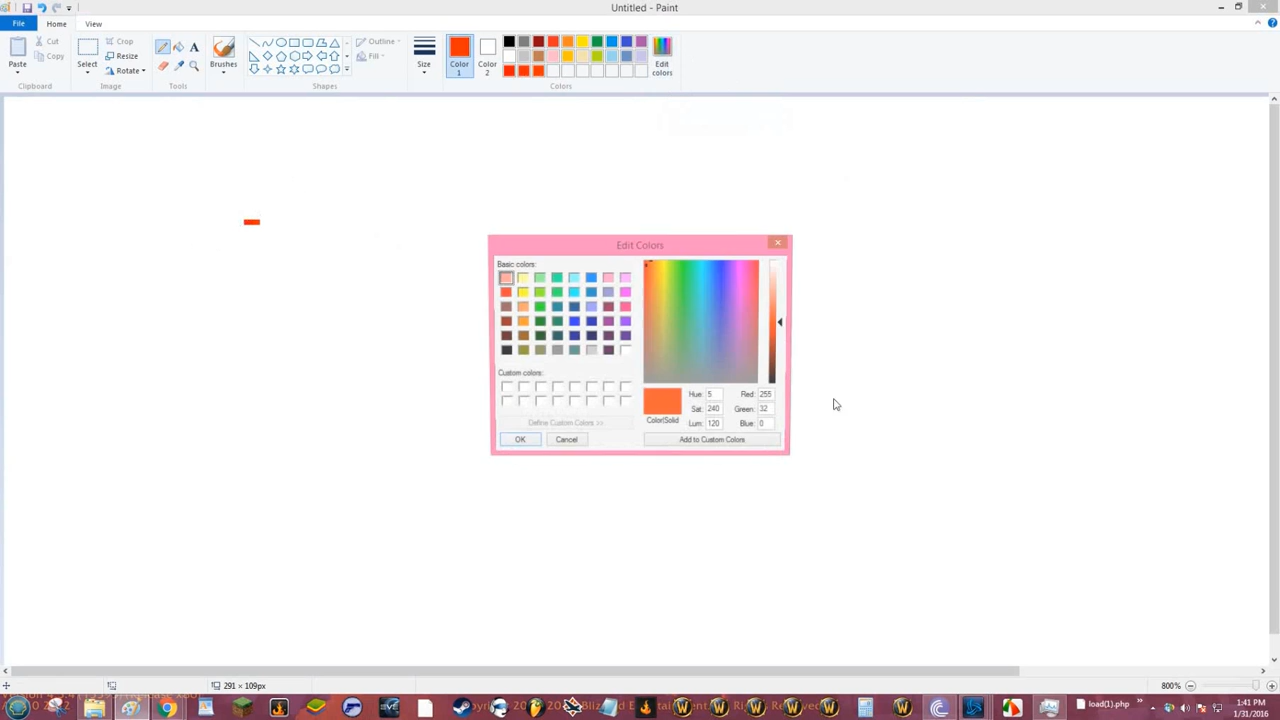 Untitled - Paint
File Home View
Paste
Cut
Copy
Clipboard
Select
Crop
Resize
Rotate
Image
A
Tools
Brushes
Outline
Fill
Shapes
Size
Color 1
Color 2
Edit colors
Colors
Edit Colors
Basic colors:
Custom colors:
Define Custom Colors >>
OK Cancel
Color|Solid
Hue: 5 Red: 255
Sat: 240 Green: 32
Lum: 120 Blue: 0
Add to Custom Colors
291 × 109px
800%
load(1).php
1:41 PM
1/31/2016